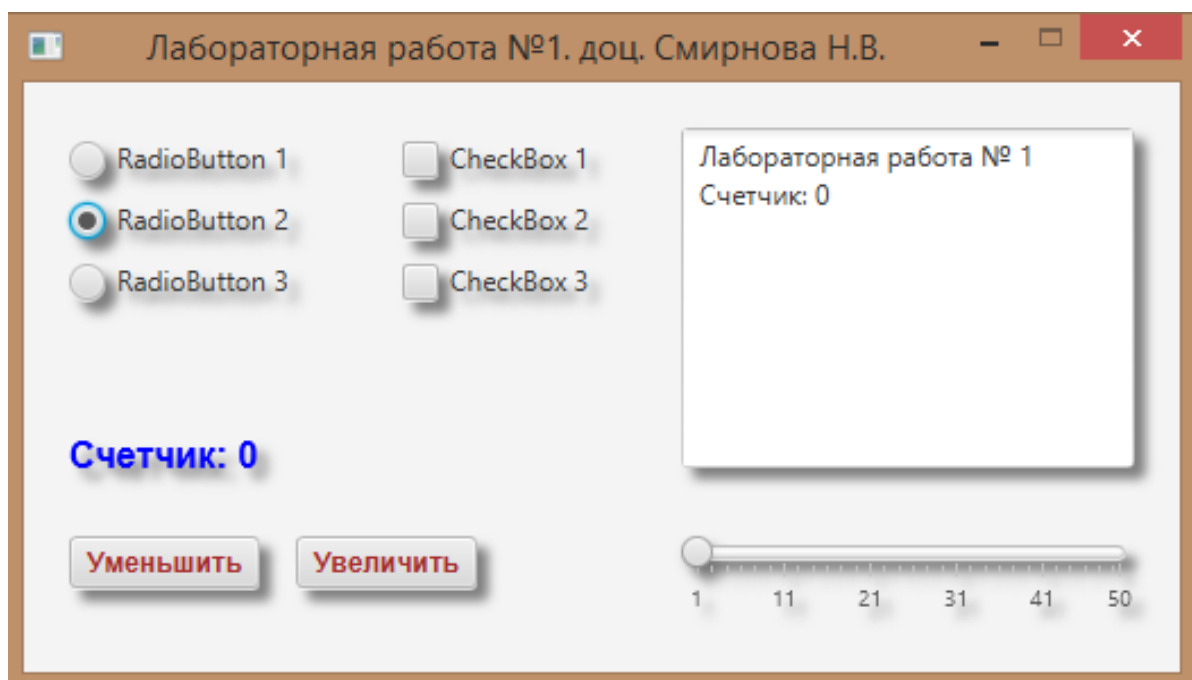 Лабораторная работа №1. доц. Смирнова Н.В.
RadioButton 1
RadioButton 2
RadioButton 3
CheckBox 1
CheckBox 2
CheckBox 3
Лабораторная работа № 1
Счетчик: 0
Счетчик: 0
Уменьшить Увеличить
1 11 21 31 41 50